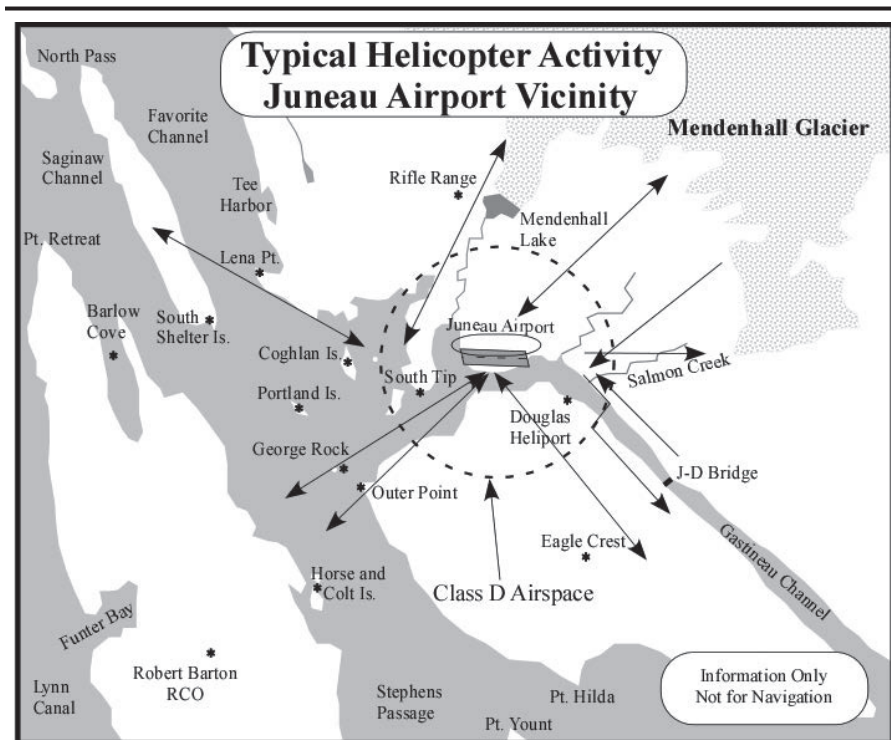 Typical Helicopter Activity
Juneau Airport Vicinity
North Pass
Favorite
Channel
Mendenhall Glacier
Saginaw
Channel
Rifle Range
Tee
Harbor
Mendenhall
Lake
Pt. Retreat
Lena Pt.
Barlow
Cove
South
Shelter Is.
Juneau Airport
Coghlan Is.
South Tip
Salmon Creek
Portland Is.
Douglas
Heliport
George Rock
J-D Bridge
Outer Point
Eagle Crest
Gastineau Channel
Horse and
Colt Is.
Class D Airspace
Funter Bay
Robert Barton
RCO
Information Only
Not for Navigation
Lynn
Canal
Stephens
Passage
Pt. Hilda
Pt. Yount